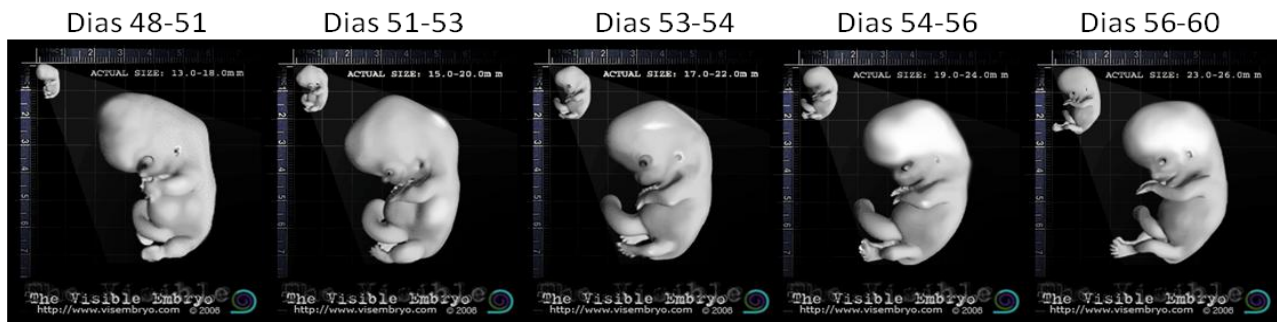 Dias 48-51
Dias 51-53
Dias 53-54
Dias 54-56
Dias 56-60
ACTUAL SIZE: 13.0-18.0mm
ACTUAL SIZE: 15.0-20.0mm
ACTUAL SIZE: 17.0-22.0mm
ACTUAL SIZE: 19.0-24.0mm
ACTUAL SIZE: 23.0-26.0mm
The Visible Embryo
http://www.visembryo.com © 2006
The Visible Embryo
http://www.visembryo.com © 2006
The Visible Embryo
http://www.visembryo.com © 2006
The Visible Embryo
http://www.visembryo.com © 2006
The Visible Embryo
http://www.visembryo.com © 2006